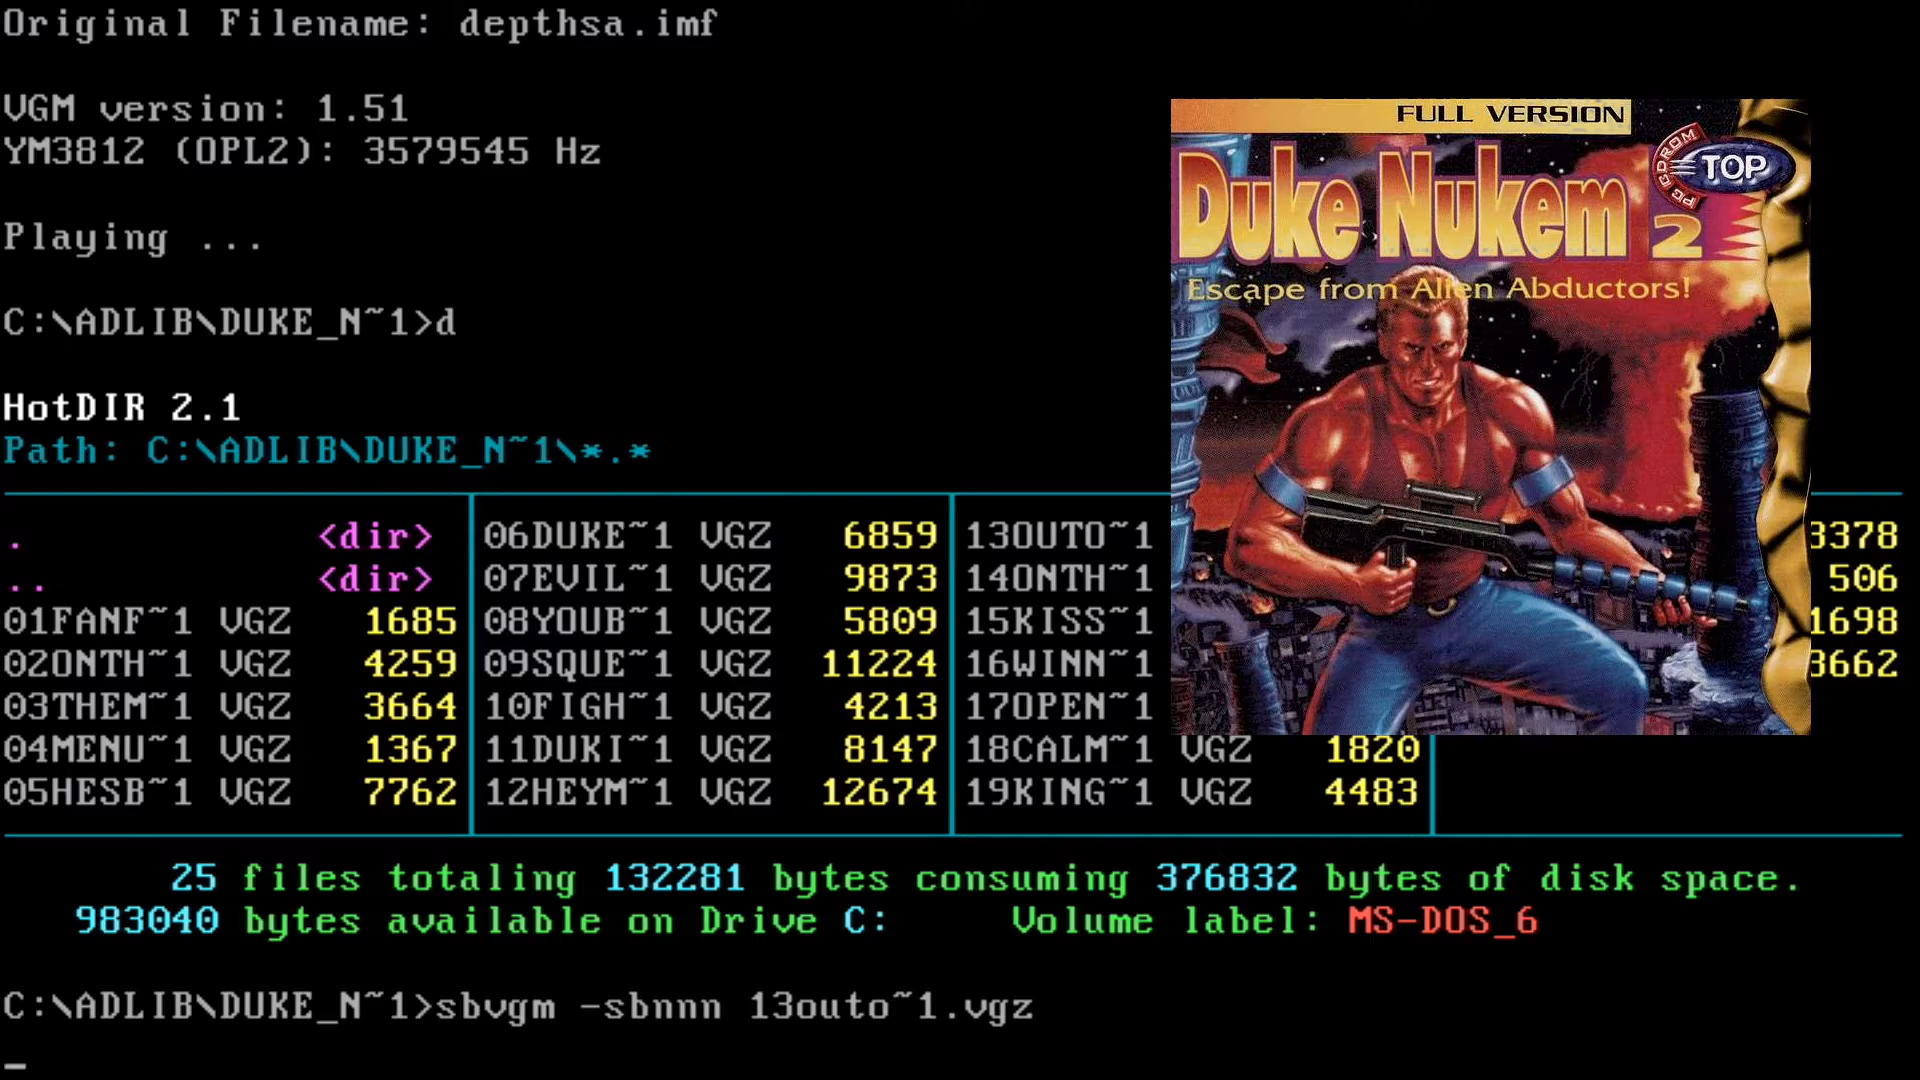 Original Filename: depthsa.imf
VGM version: 1.51
YM3812 (OPL2): 3579545 Hz
Playing ...
C:\ADLIB\DUKE_N~1>d
HotDIR 2.1
Path: C:\ADLIB\DUKE_N~1\*.*
FULL VERSION
PC CDROM TOP
Duke Nukem 2
Escape from Alien Abductors!
. <dir> 06DUKE~1 VGZ 6859 13OUTO~1 3378
.. <dir> 07EVIL~1 VGZ 9873 14ONTH~1 506
01FANF~1 VGZ 1685 08YOUB~1 VGZ 5809 15KISS~1 1698
02ONTH~1 VGZ 4259 09SQUE~1 VGZ 11224 16WINN~1 3662
03THEM~1 VGZ 3664 10FIGH~1 VGZ 4213 17OPEN~1
04MENU~1 VGZ 1367 11DUKI~1 VGZ 8147 18CALM~1 VGZ 1820
05HESB~1 VGZ 7762 12HEYM~1 VGZ 12674 19KING~1 VGZ 4483
25 files totaling 132281 bytes consuming 376832 bytes of disk space.
983040 bytes available on Drive C: Volume label: MS-DOS_6
C:\ADLIB\DUKE_N~1>sbvgm -sbnnn 13outo~1.vgz
_